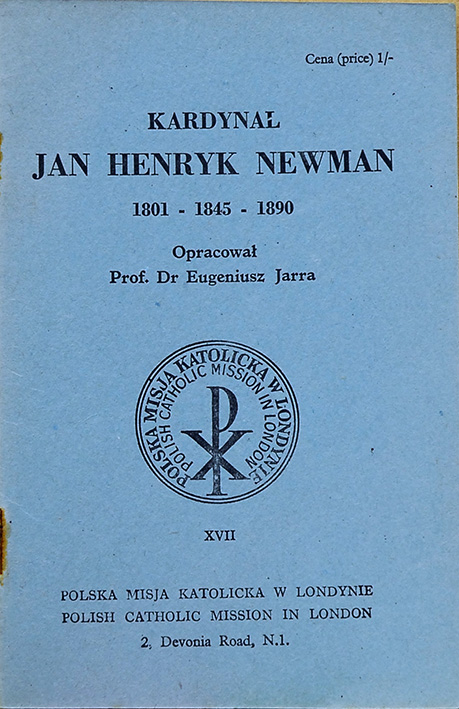 Cena (price) 1/-
KARDYNAŁ
JAN HENRYK NEWMAN
1801 - 1845 - 1890
Opracował
Prof. Dr Eugeniusz Jarra
POLSKA MISJA KATOLICKA W LONDYNIE
POLISH CATHOLIC MISSION IN LONDON
XVII
POLSKA MISJA KATOLICKA W LONDYNIE
POLISH CATHOLIC MISSION IN LONDON
2, Devonia Road, N.1.